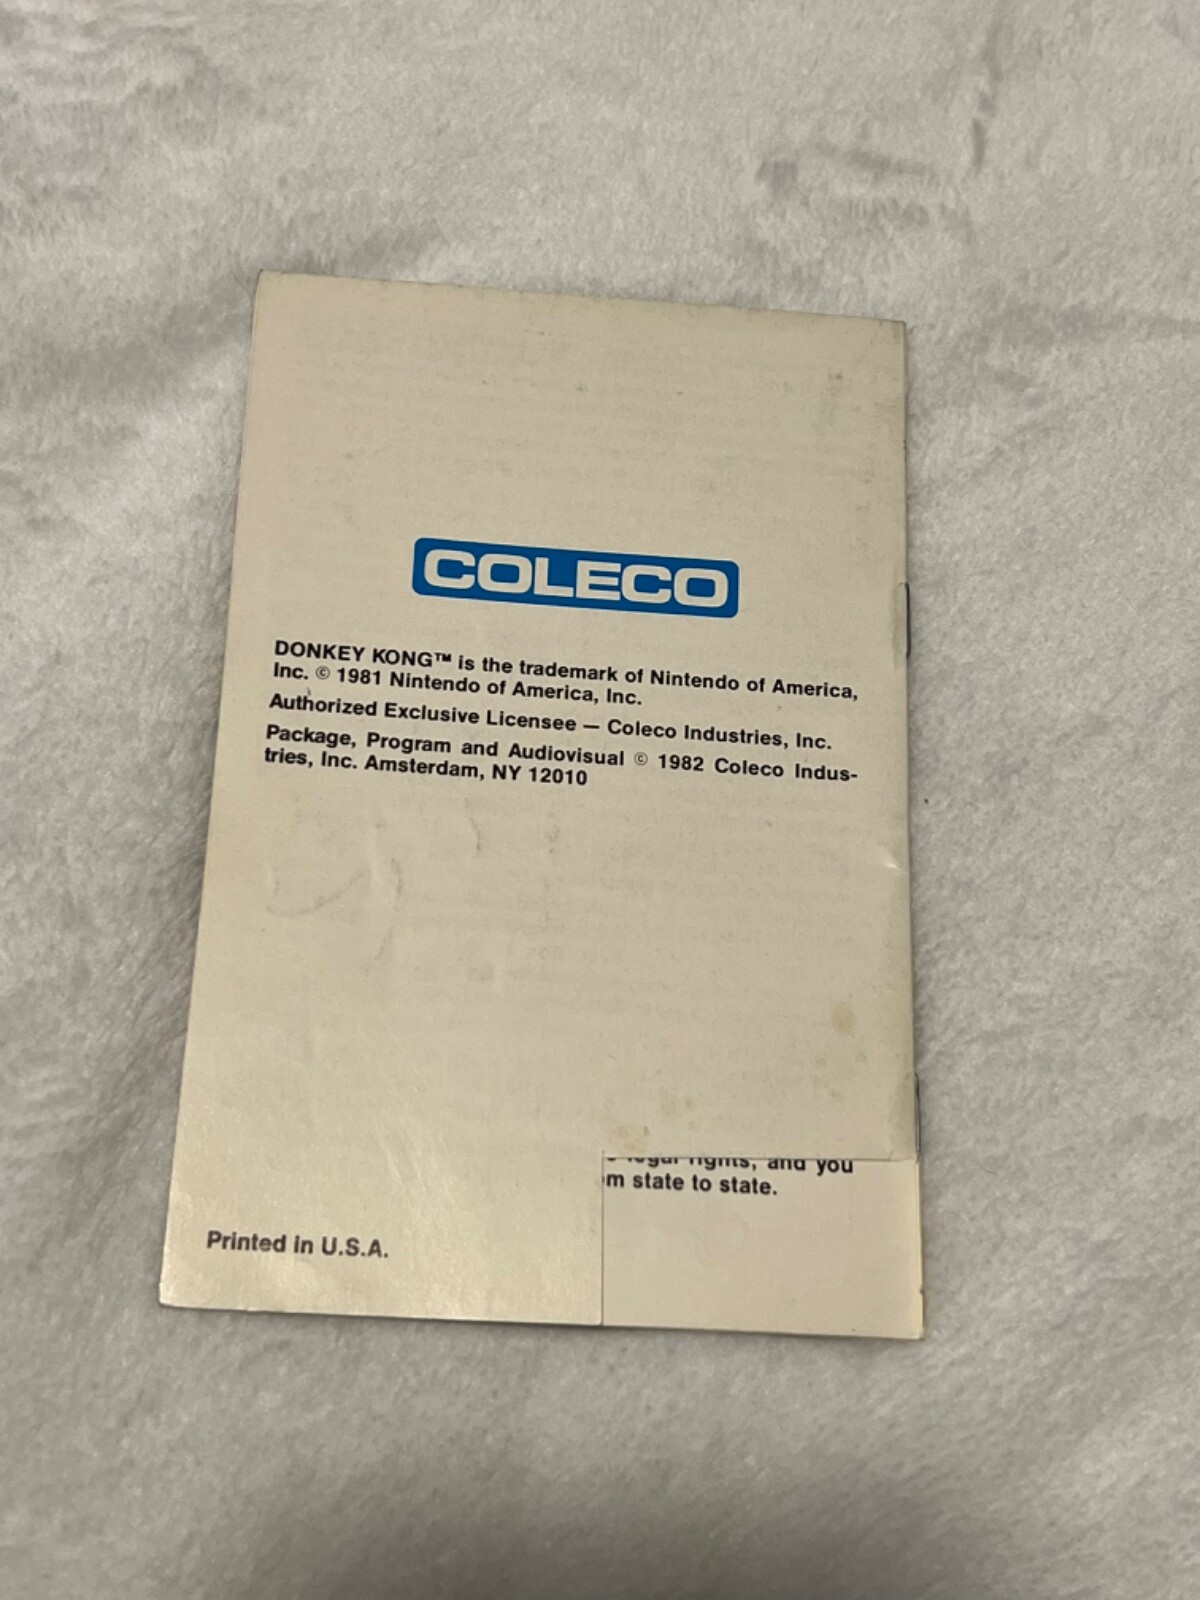 COLECO
DONKEY KONG™ is the trademark of Nintendo of America,
Inc. © 1981 Nintendo of America, Inc.
Authorized Exclusive Licensee — Coleco Industries, Inc.
Package, Program and Audiovisual © 1982 Coleco Indus-
tries, Inc. Amsterdam, NY 12010
legal rights, and you
m state to state.
Printed in U.S.A.